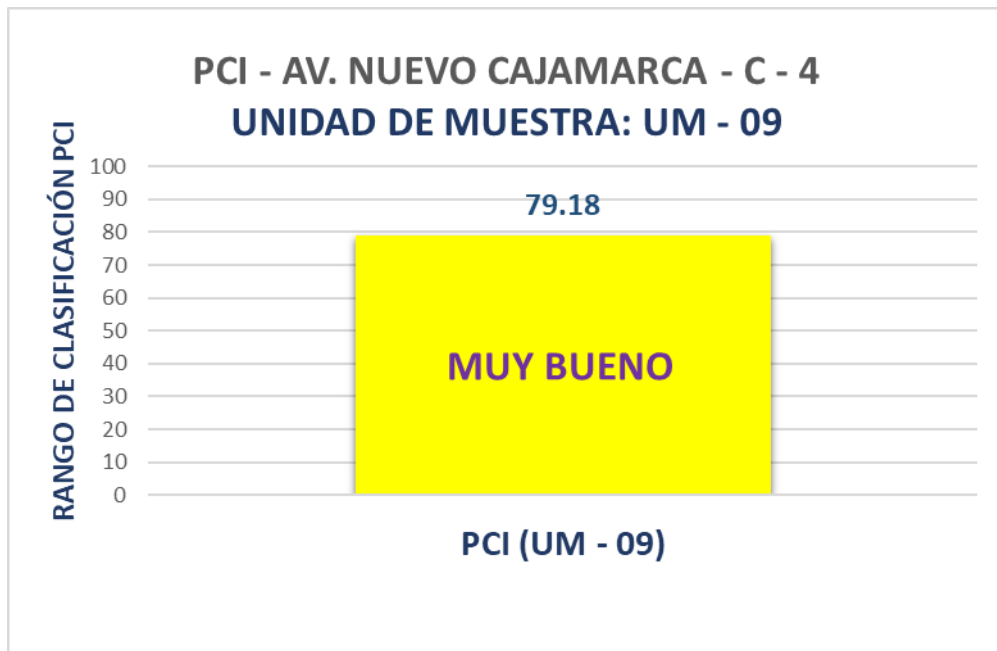 PCI - AV. NUEVO CAJAMARCA - C - 4
UNIDAD DE MUESTRA: UM - 09
RANGO DE CLASIFICACIÓN PCI
100
90
80
70
60
50
40
30
20
10
0
79.18
MUY BUENO
PCI (UM - 09)